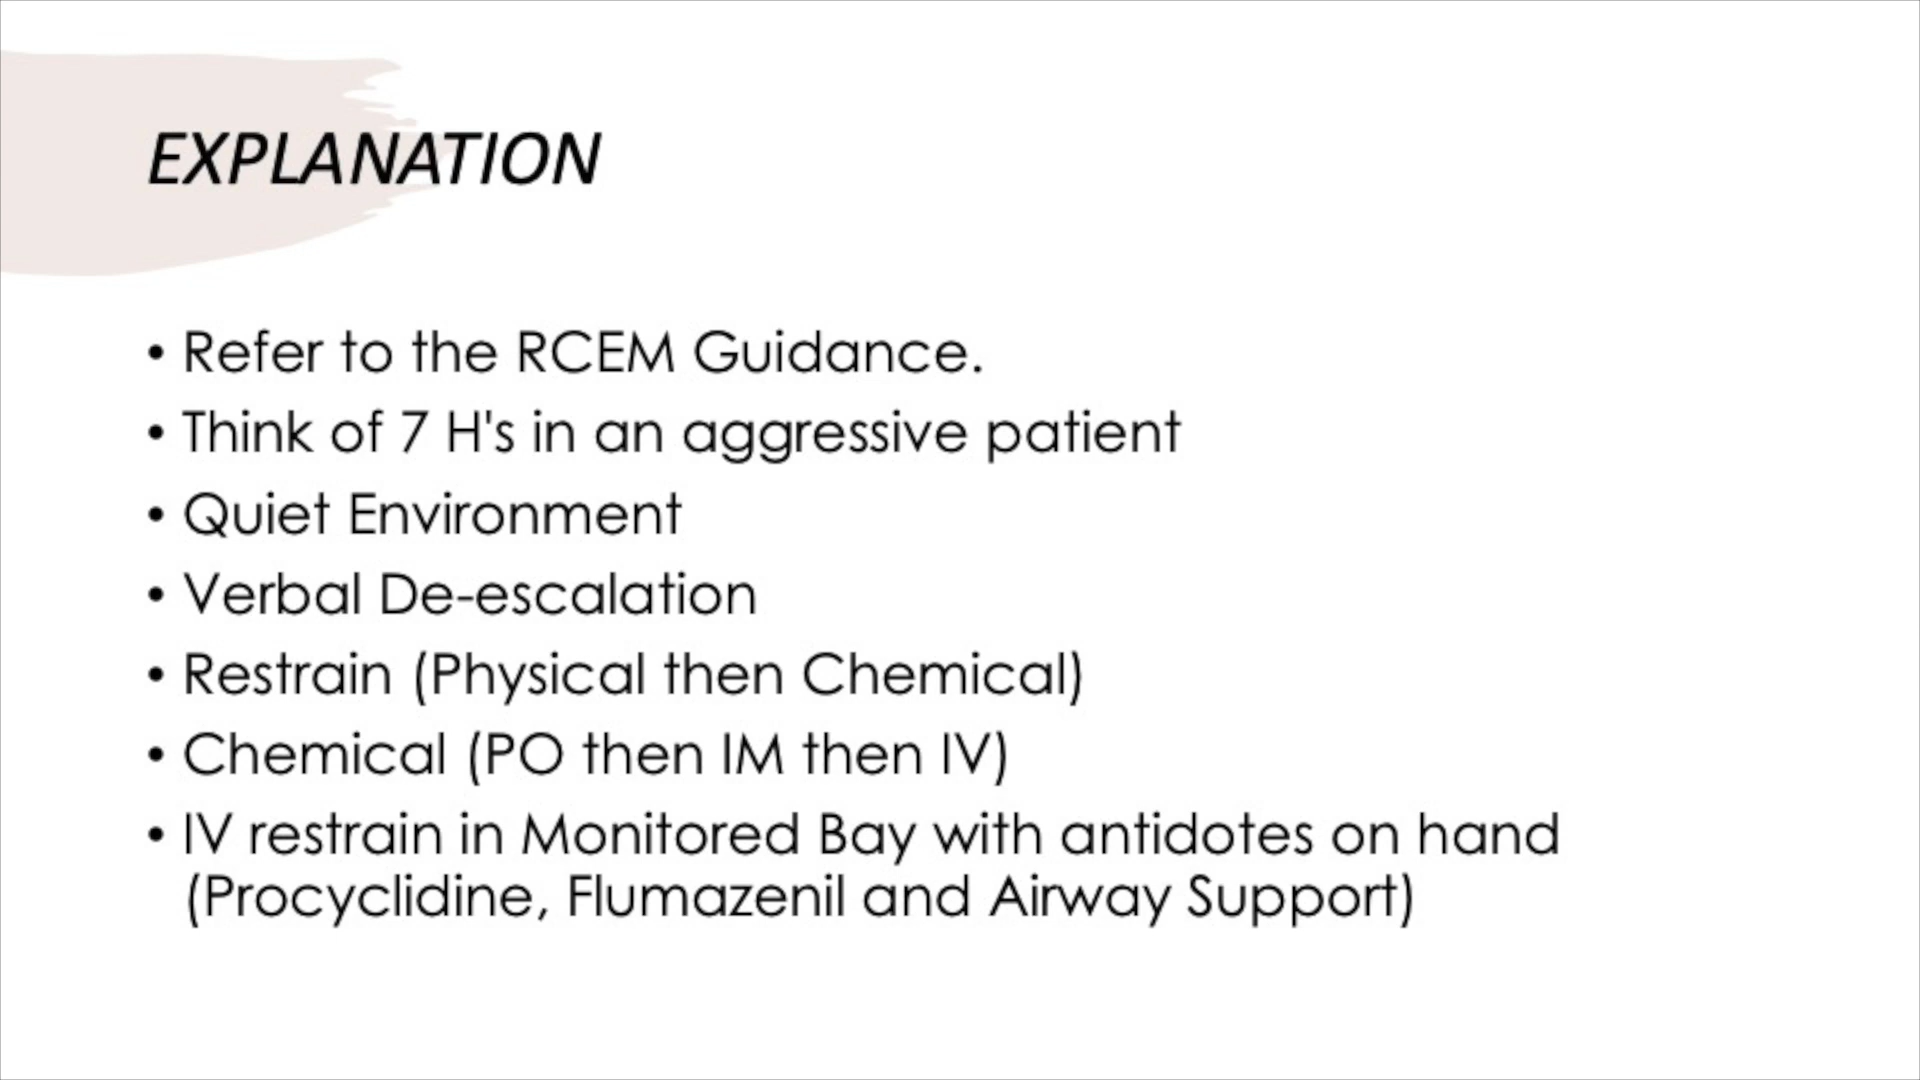 EXPLANATION
• Refer to the RCEM Guidance.
• Think of 7 H's in an aggressive patient
• Quiet Environment
• Verbal De-escalation
• Restrain (Physical then Chemical)
• Chemical (PO then IM then IV)
• IV restrain in Monitored Bay with antidotes on hand
(Procyclidine, Flumazenil and Airway Support)